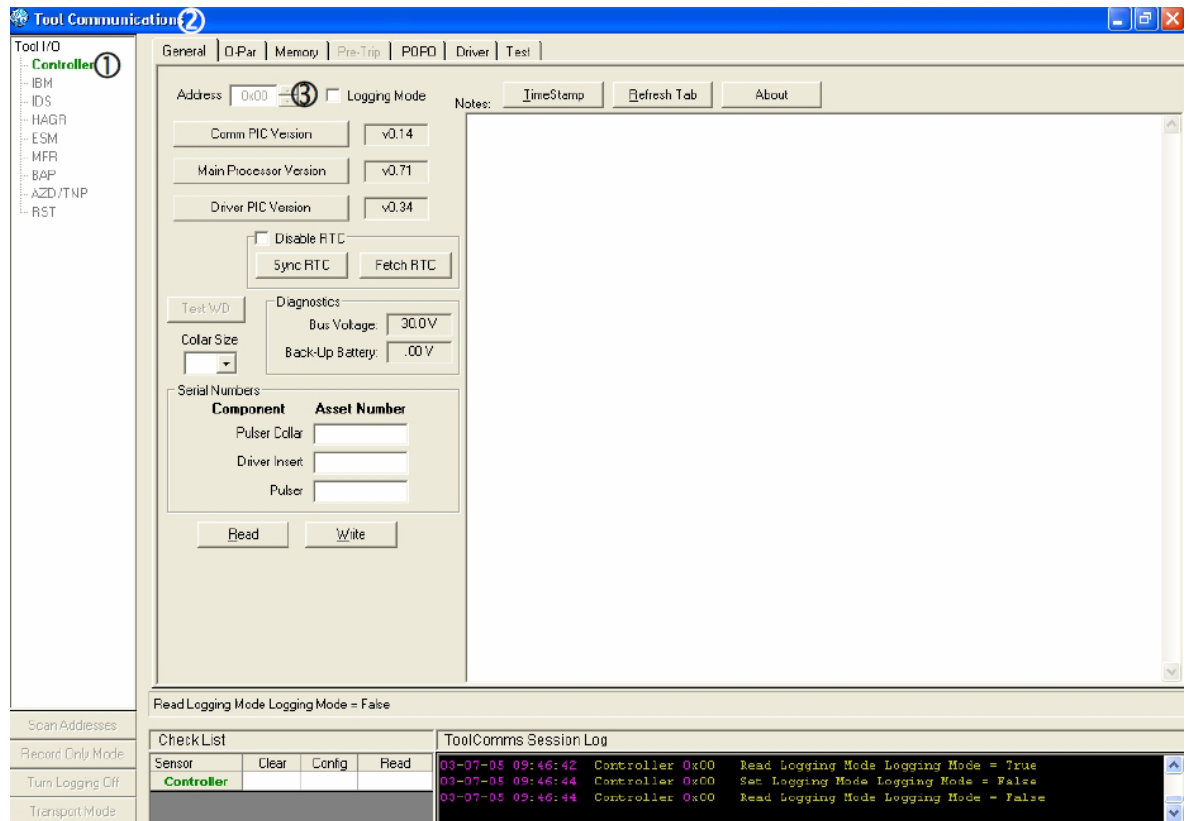 Tool Communication ②
Tool I/O
Controller ①
IBM
IDS
HAGR
ESM
MFR
BAP
AZD/TNP
RST
General O-Par Memory Pre-Trip POPO Driver Test
Address 0x00 ③ Logging Mode
Notes: TimeStamp Refresh Tab About
Comm PIC Version v0.14
Main Processor Version v0.71
Driver PIC Version v0.34
Disable RTC
Sync RTC Fetch RTC
Test WD
Diagnostics
Bus Voltage: 30.0 V
Back-Up Battery: .00 V
Collar Size
Serial Numbers
Component Asset Number
Pulser Collar
Driver Insert
Pulser
Read Write
Read Logging Mode Logging Mode = False
Scan Addresses
Record Only Mode
Turn Logging Off
Transport Mode
Check List
Sensor Clear Config Read
Controller
ToolComms Session Log
03-07-05 09:46:42 Controller 0x00 Read Logging Mode Logging Mode = True
03-07-05 09:46:44 Controller 0x00 Set Logging Mode Logging Mode = False
03-07-05 09:46:44 Controller 0x00 Read Logging Mode Logging Mode = False